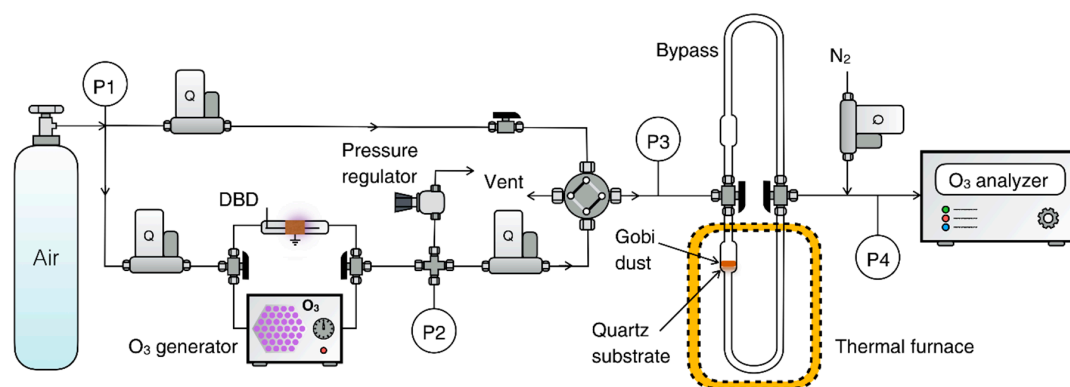 P1
Q
Bypass
N₂
Q
P3
Pressure
regulator
Vent
O₃ analyzer
DBD
Air
Q
Q
Gobi
dust
P4
O₃
P2
O₃ generator
Quartz
substrate
Thermal furnace